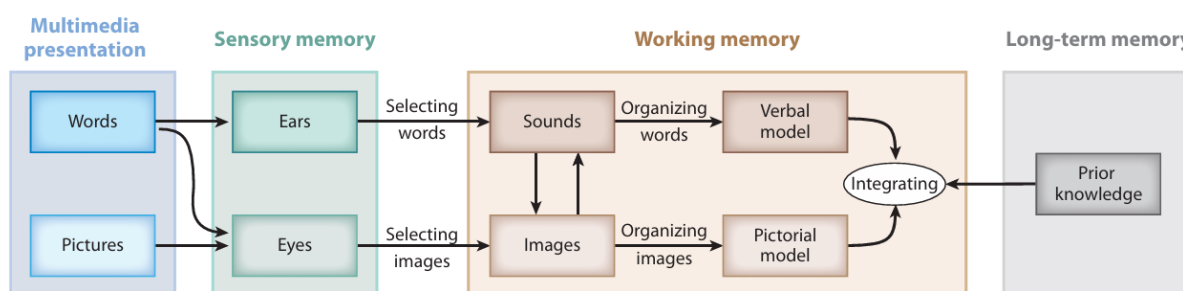 Multimedia
presentation
Sensory memory
Working memory
Long-term memory
Words
Ears
Selecting
words
Sounds
Organizing
words
Verbal
model
Integrating
Prior
knowledge
Pictures
Eyes
Selecting
images
Images
Organizing
images
Pictorial
model